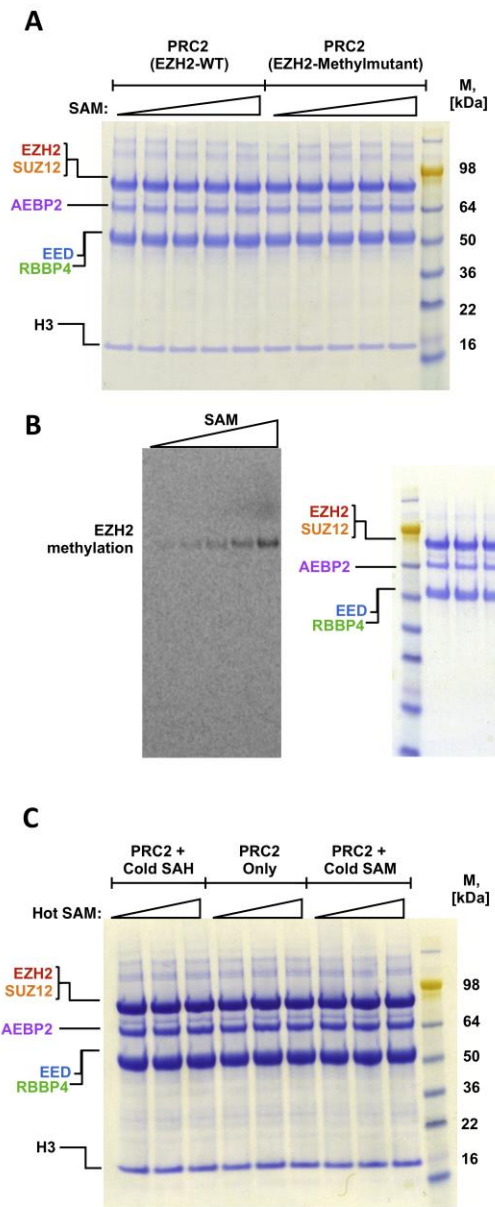 A
PRC2
(EZH2-WT)
PRC2
(EZH2-Methylmutant)
M,
[kDa]
SAM:
EZH2
SUZ12
AEBP2
EED
RBBP4
H3
98
64
50
36
22
16
B
SAM
EZH2
methylation
EZH2
SUZ12
AEBP2
EED
RBBP4
C
PRC2 +
Cold SAH
PRC2
Only
PRC2 +
Cold SAM
M,
[kDa]
Hot SAM:
EZH2
SUZ12
AEBP2
EED
RBBP4
H3
98
64
50
36
22
16